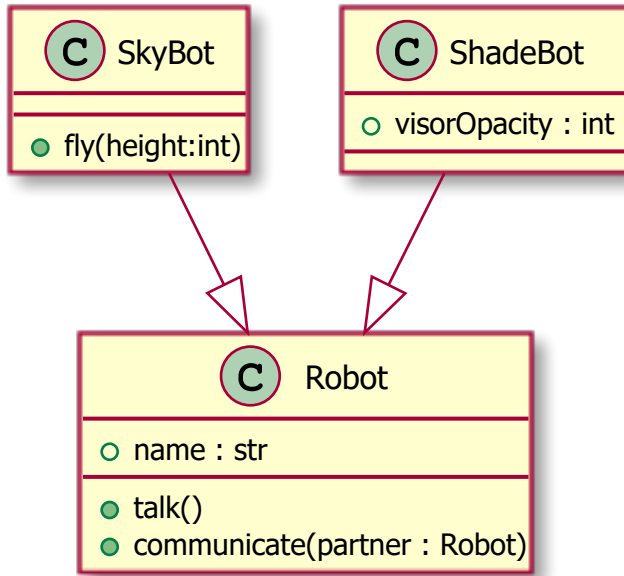 C SkyBot
fly(height:int)
C ShadeBot
visorOpacity : int
C Robot
name : str
talk()
communicate(partner : Robot)